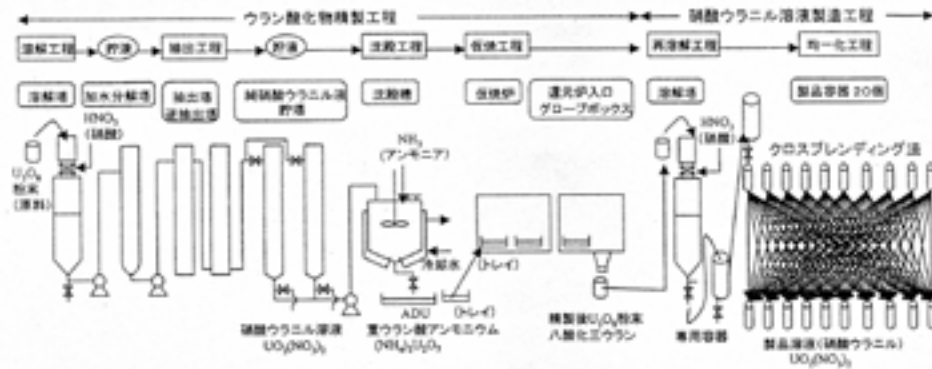 ウラン酸化物精製工程
硝酸ウラニル溶液製造工程
溶解工程
貯液
抽出工程
貯液
沈殿工程
仮焼工程
再溶解工程
均一化工程
溶解塔
加水分解塔
抽出塔
逆抽出塔
純硝酸ウラニル液
貯塔
沈殿槽
仮焼炉
還元炉入口
グローブボックス
溶解塔
製品容器20個
HNO₃
(硝酸)
U₃O₈
粉末
(原料)
NH₃
(アンモニア)
HNO₃
(硝酸)
クロスブレンディング法
冷却水
(トレイ)
ADU
(トレイ)
硝酸ウラニル溶液
UO₂(NO₃)₂
重ウラン酸アンモニウム
(NH₄)₂U₂O₇
精製後U₃O₈粉末
八酸化三ウラン
専用容器
製品溶液(硝酸ウラニル)
UO₂(NO₃)₂